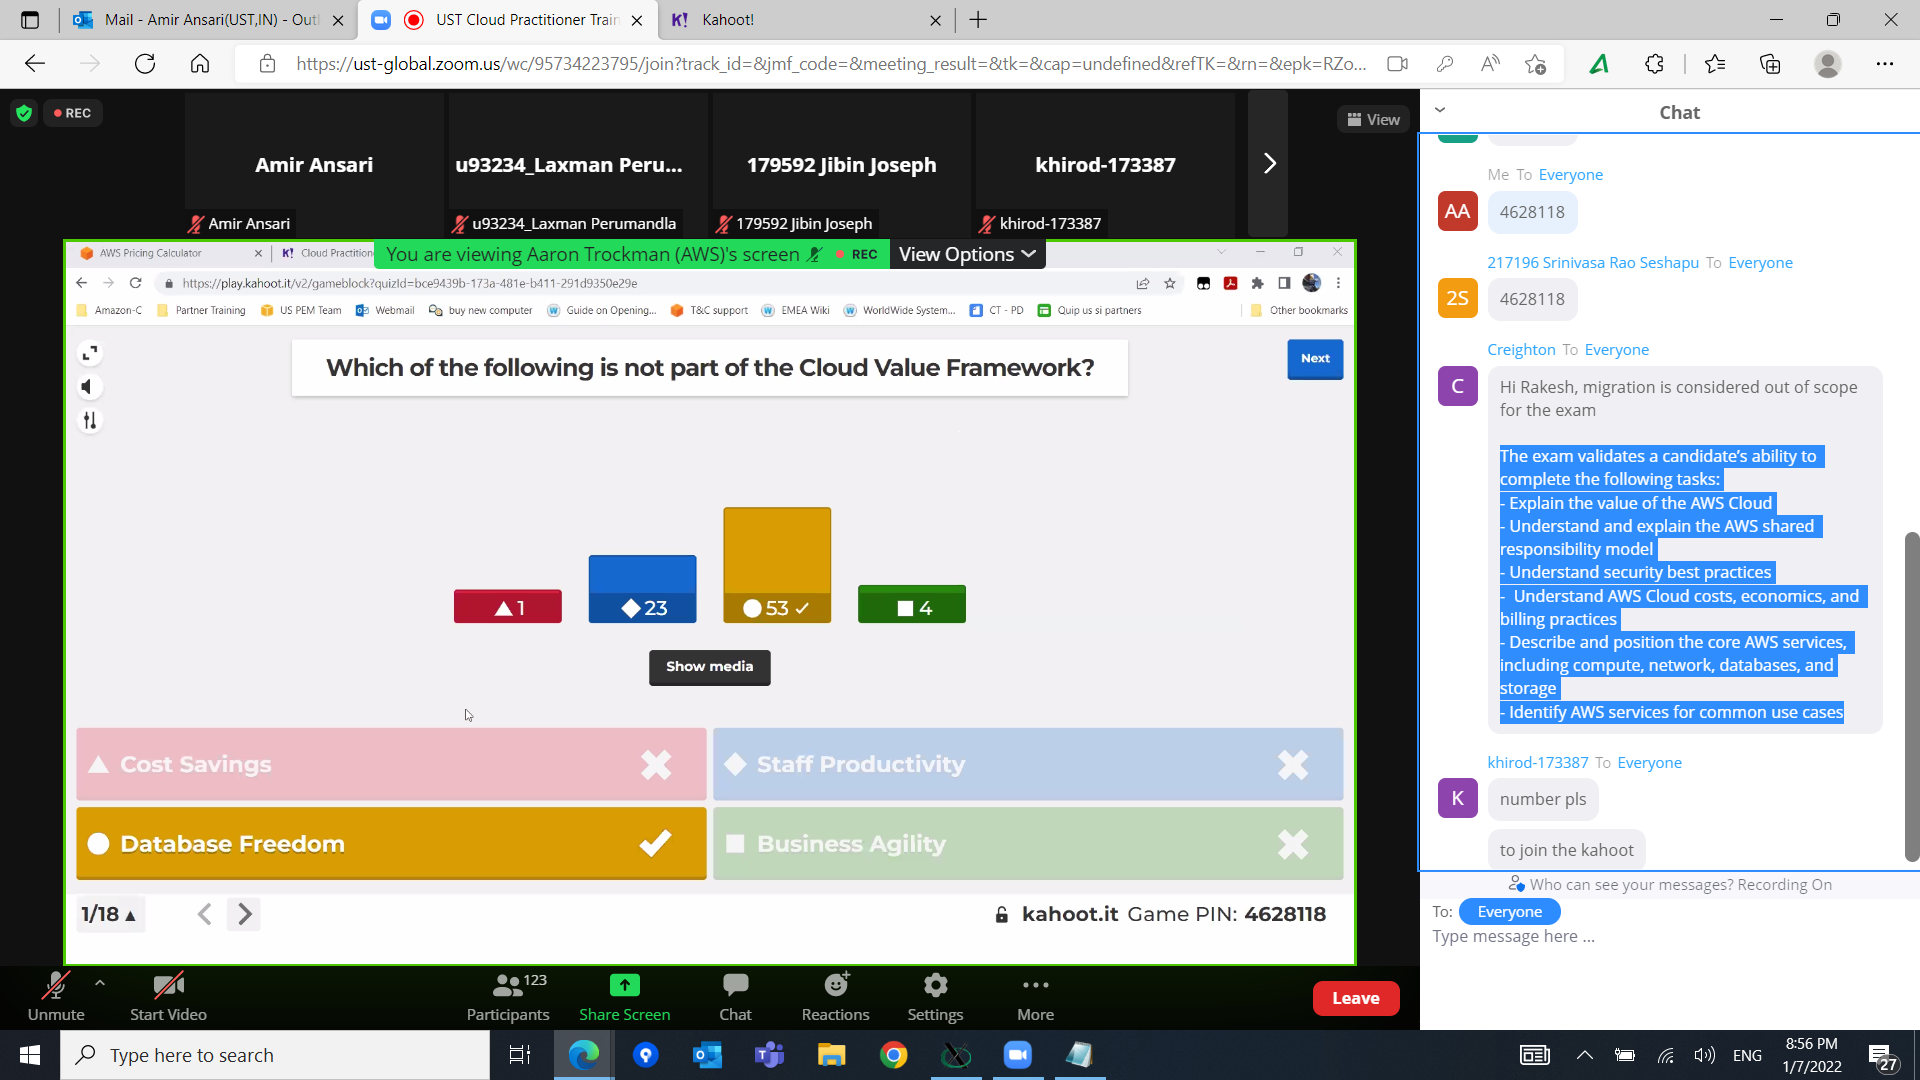 Mail - Amir Ansari(UST,IN) - Outl
UST Cloud Practitioner Train
K! Kahoot!
https://ust-global.zoom.us/wc/95734223795/join?track_id=&jmf_code=&meeting_result=&tk=&cap=undefined&refTK=&rn=&epk=RZo...
REC
Amir Ansari
u93234_Laxman Peru...
179592 Jibin Joseph
khirod-173387
View
Amir Ansari
u93234_Laxman Perumandla
179592 Jibin Joseph
khirod-173387
AWS Pricing Calculator
K! Cloud Practitione
You are viewing Aaron Trockman (AWS)'s screen
REC
View Options
https://play.kahoot.it/v2/gameblock?quizId=bce9439b-173a-481e-b411-291d9350e29e
Amazon-C
Partner Training
US PEM Team
Webmail
buy new computer
Guide on Opening...
T&C support
EMEA Wiki
WorldWide System...
CT - PD
Quip us si partners
Other bookmarks
Which of the following is not part of the Cloud Value Framework?
Next
1
23
53
4
Show media
Cost Savings
Staff Productivity
Database Freedom
Business Agility
1/18
kahoot.it Game PIN: 4628118
Chat
Me To Everyone
AA
4628118
217196 Srinivasa Rao Seshapu To Everyone
2S
4628118
Creighton To Everyone
C
Hi Rakesh, migration is considered out of scope
for the exam
The exam validates a candidate's ability to
complete the following tasks:
- Explain the value of the AWS Cloud
- Understand and explain the AWS shared
responsibility model
- Understand security best practices
- Understand AWS Cloud costs, economics, and
billing practices
- Describe and position the core AWS services,
including compute, network, databases, and
storage
- Identify AWS services for common use cases
khirod-173387 To Everyone
K
number pls
to join the kahoot
Who can see your messages? Recording On
To: Everyone
Type message here ...
Unmute
Start Video
123
Participants
Share Screen
Chat
Reactions
Settings
More
Leave
Type here to search
ENG
8:56 PM
1/7/2022
27